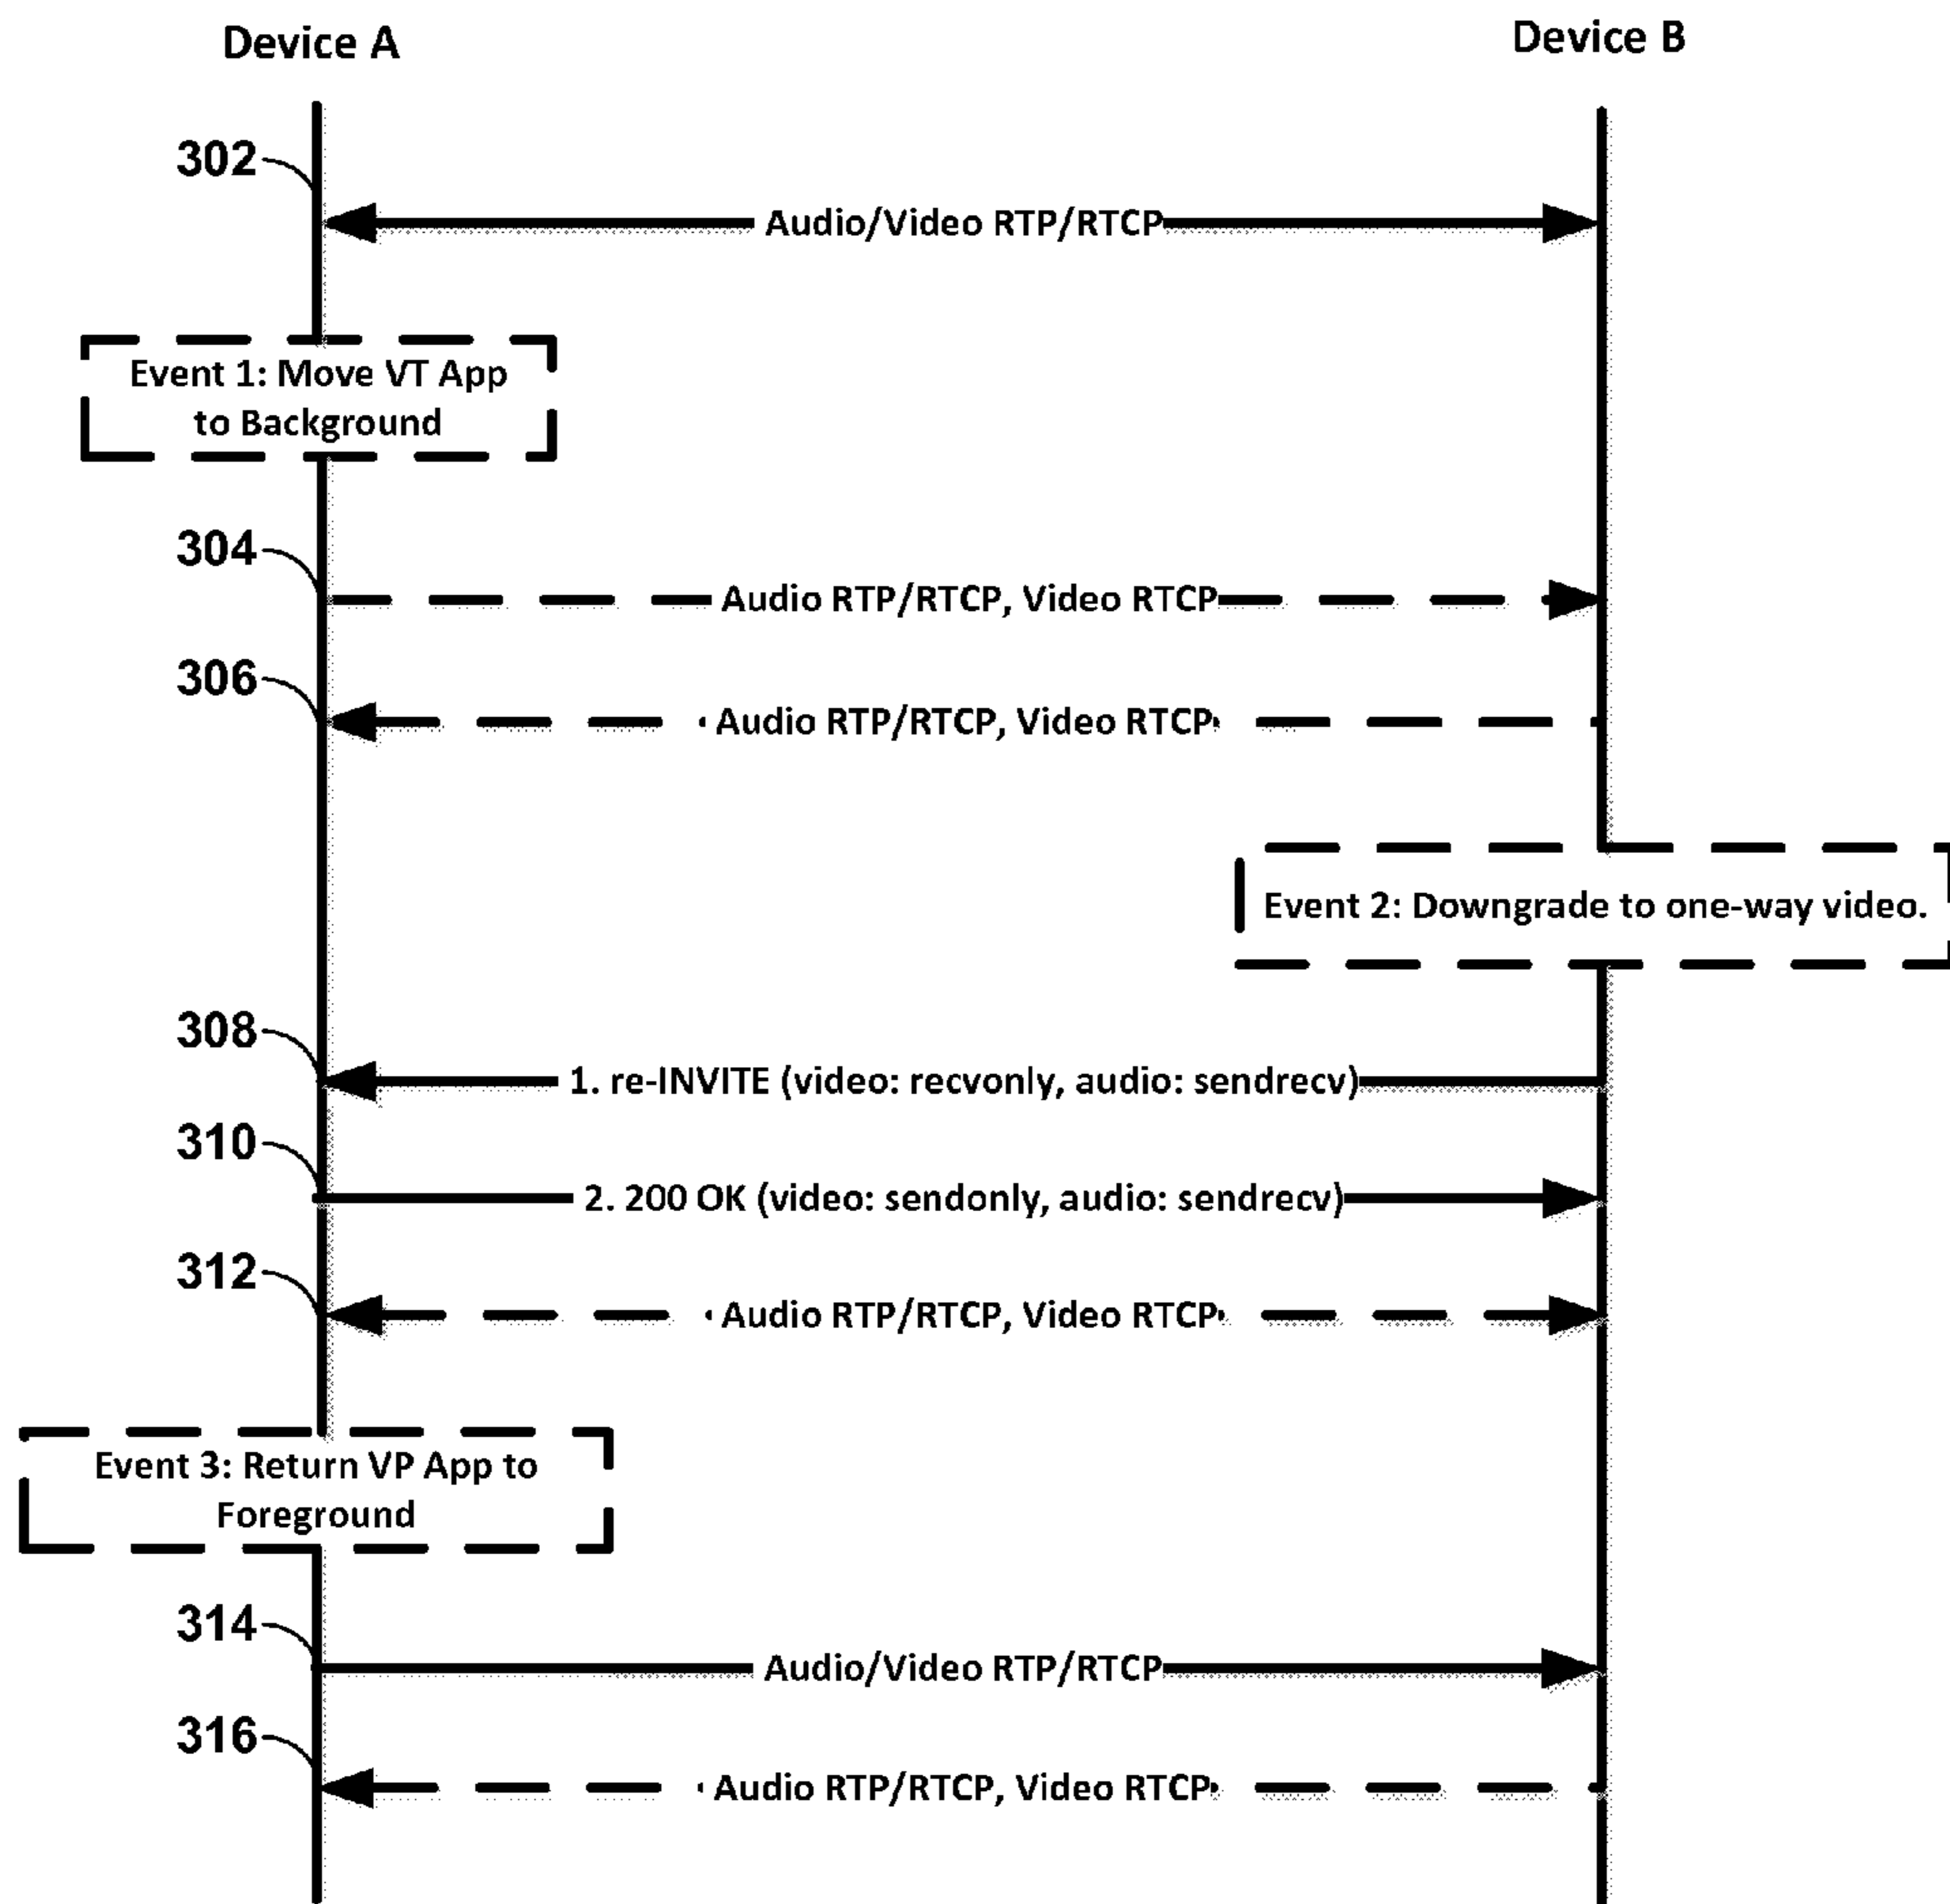 Device A
Device B
302
Audio/Video RTP/RTCP
Event 1: Move VT App
to Background
304
Audio RTP/RTCP, Video RTCP
306
Audio RTP/RTCP, Video RTCP
Event 2: Downgrade to one-way video.
308
1. re-INVITE (video: recvonly, audio: sendrecv)
310
2. 200 OK (video: sendonly, audio: sendrecv)
312
Audio RTP/RTCP, Video RTCP
Event 3: Return VP App to
Foreground
314
Audio/Video RTP/RTCP
316
Audio RTP/RTCP, Video RTCP